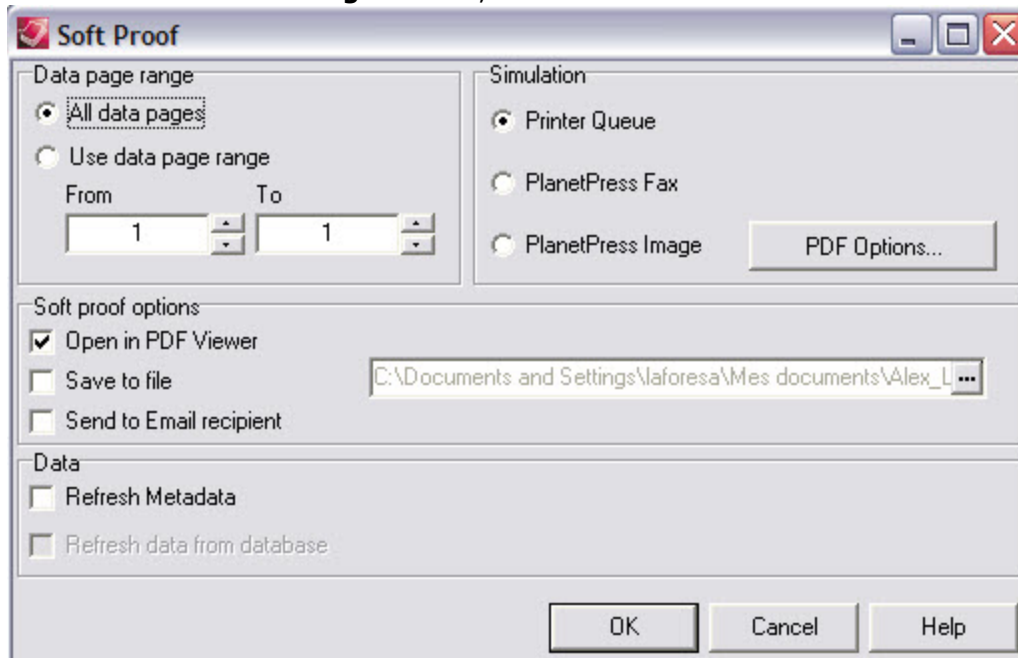 Soft Proof
Data page range
All data pages
Use data page range
From To
1 1
Simulation
Printer Queue
PlanetPress Fax
PlanetPress Image
PDF Options...
Soft proof options
Open in PDF Viewer
Save to file
C:\Documents and Settings\laforesa\Mes documents\Alex_L
...
Send to Email recipient
Data
Refresh Metadata
Refresh data from database
OK Cancel Help